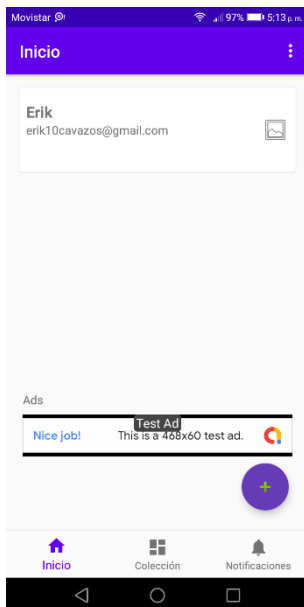 Movistar 97% 5:13 p. m.
Inicio
Erik
erik10cavazos@gmail.com
Ads
Test Ad
Nice job! This is a 468x60 test ad.
+
Inicio Colección Notificaciones